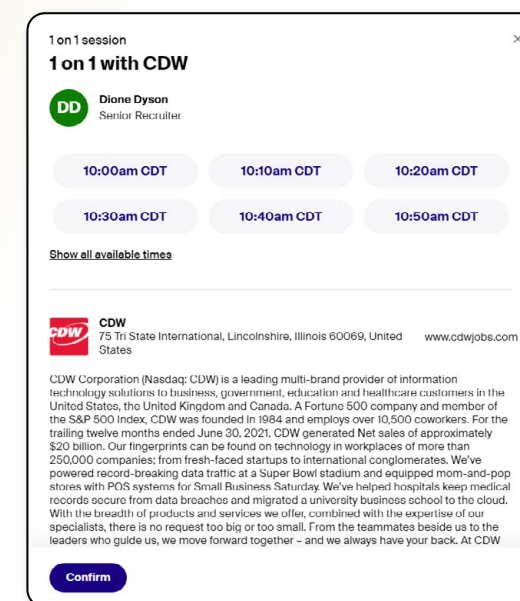 1 on 1 session
×
1 on 1 with CDW
DD
Dione Dyson
Senior Recruiter
10:00am CDT
10:10am CDT
10:20am CDT
10:30am CDT
10:40am CDT
10:50am CDT
Show all available times
CDW
CDW
75 Tri State International, Lincolnshire, Illinois 60069, United
States
www.cdwjobs.com
CDW Corporation (Nasdaq: CDW) is a leading multi-brand provider of information
technology solutions to business, government, education and healthcare customers in the
United States, the United Kingdom and Canada. A Fortune 500 company and member of
the S&P 500 Index, CDW was founded in 1984 and employs over 10,500 coworkers. For the
trailing twelve months ended June 30, 2021, CDW generated Net sales of approximately
$20 billion. Our fingerprints can be found on technology in workplaces of more than
250,000 companies; from fresh-faced startups to international conglomerates. We've
powered record-breaking data traffic at a Super Bowl stadium and equipped mom-and-pop
stores with POS systems for Small Business Saturday. We've helped hospitals keep medical
records secure from data breaches and migrated a university business school to the cloud.
With the breadth of products and services we offer, combined with the expertise of our
specialists, there is no request too big or too small. From the teammates beside us to the
leaders who guide us, we move forward together – and we always have your back. At CDW
Confirm